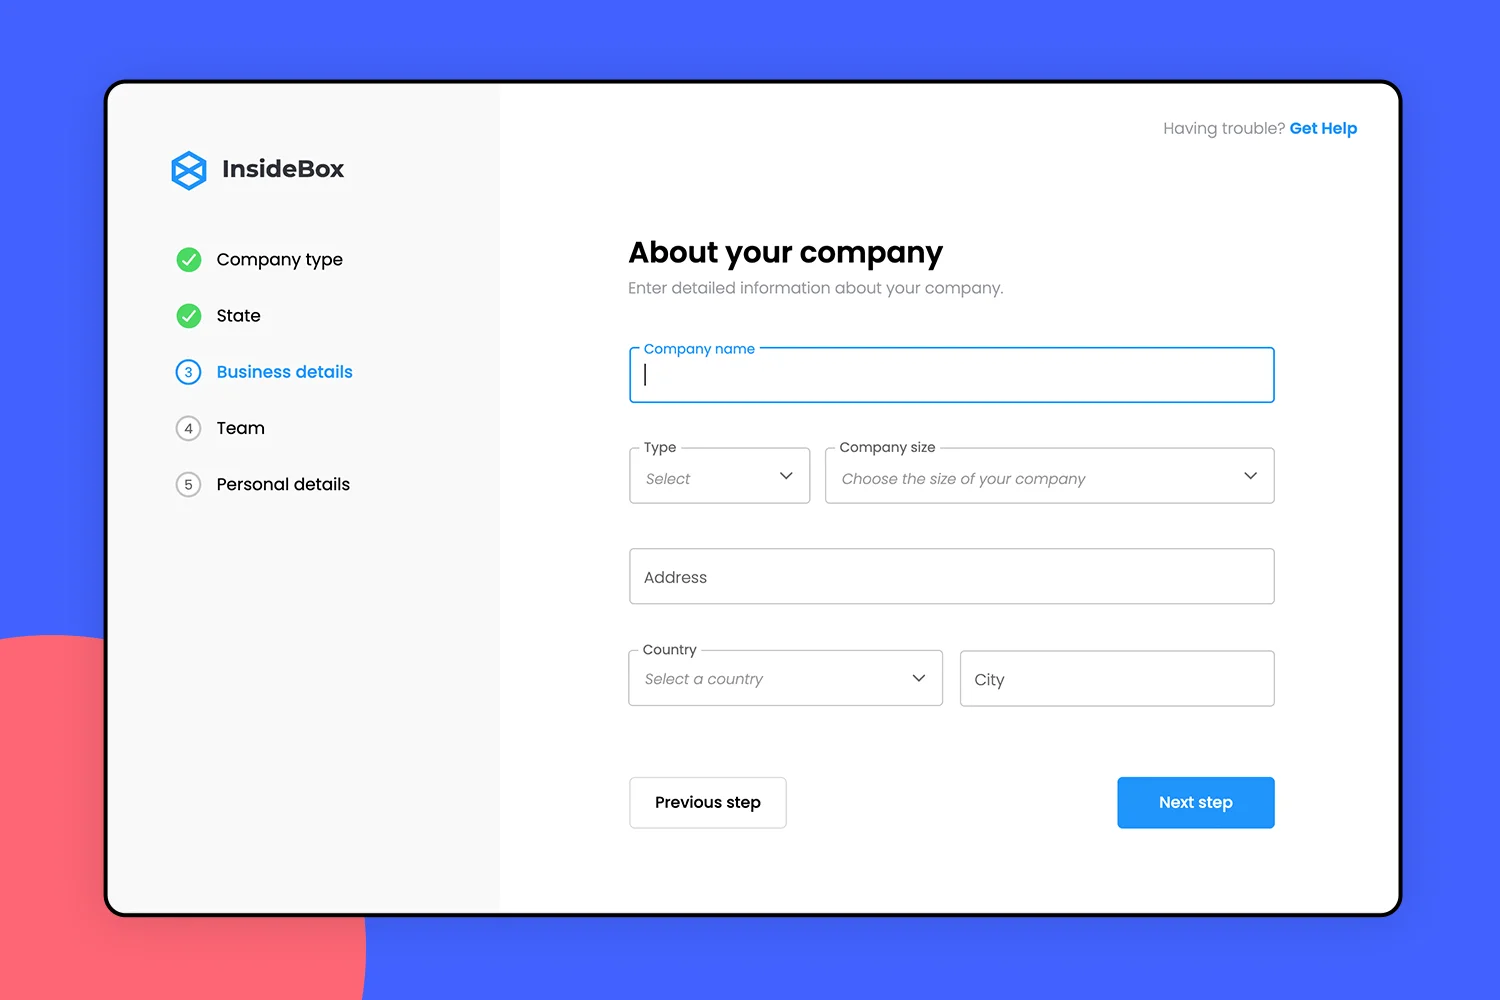 InsideBox
Company type
State
3 Business details
4 Team
5 Personal details
Having trouble? Get Help
About your company
Enter detailed information about your company.
Company name
Type
Select
Company size
Choose the size of your company
Address
Country
Select a country
City
Previous step
Next step